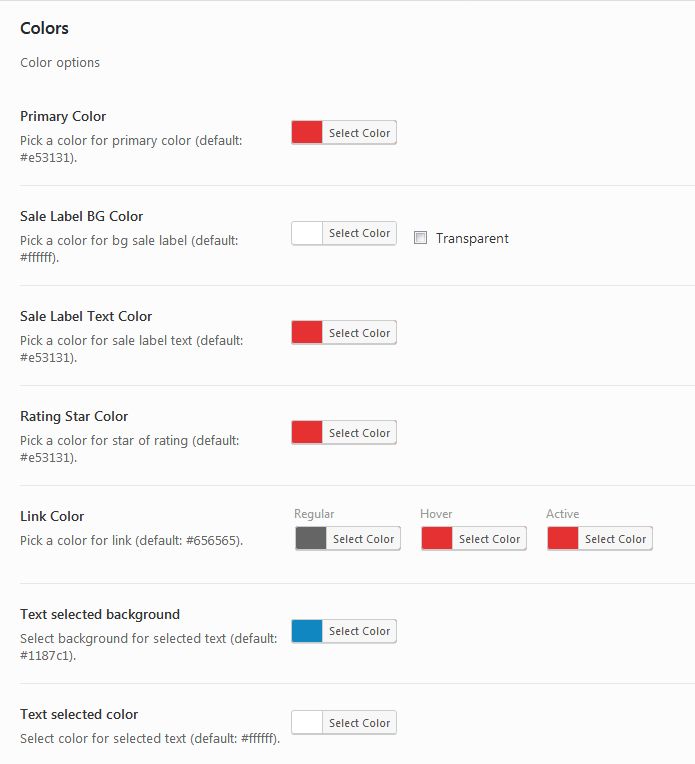 Colors
Color options
Primary Color
Pick a color for primary color (default:
#e53131).
Select Color
Sale Label BG Color
Pick a color for bg sale label (default:
#ffffff).
Select Color
Transparent
Sale Label Text Color
Pick a color for sale label text (default:
#e53131).
Select Color
Rating Star Color
Pick a color for star of rating (default:
#e53131).
Select Color
Link Color
Pick a color for link (default: #656565).
Regular Hover Active
Select Color Select Color Select Color
Text selected background
Select background for selected text (default:
#1187c1).
Select Color
Text selected color
Select color for selected text (default: #ffffff).
Select Color